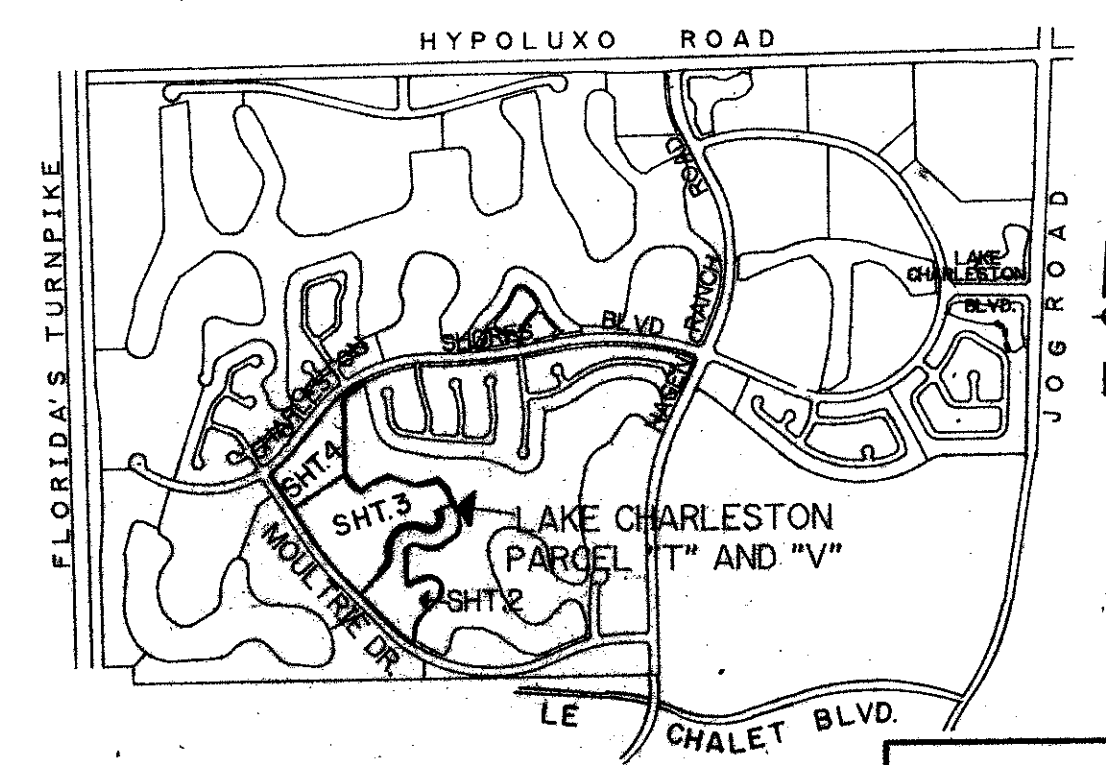 HYPOLUXO ROAD
FLORIDA'S TURNPIKE
HAGEN RANCH ROAD
JOG ROAD
LAKE
CHARLESTON
BLVD.
CHARLESTON SHORES BLVD
SHT.4
SHT.3
LAKE CHARLESTON
PARCEL "T" AND "V"
SHT.2
MOULTRIE DR.
LE CHALET BLVD.